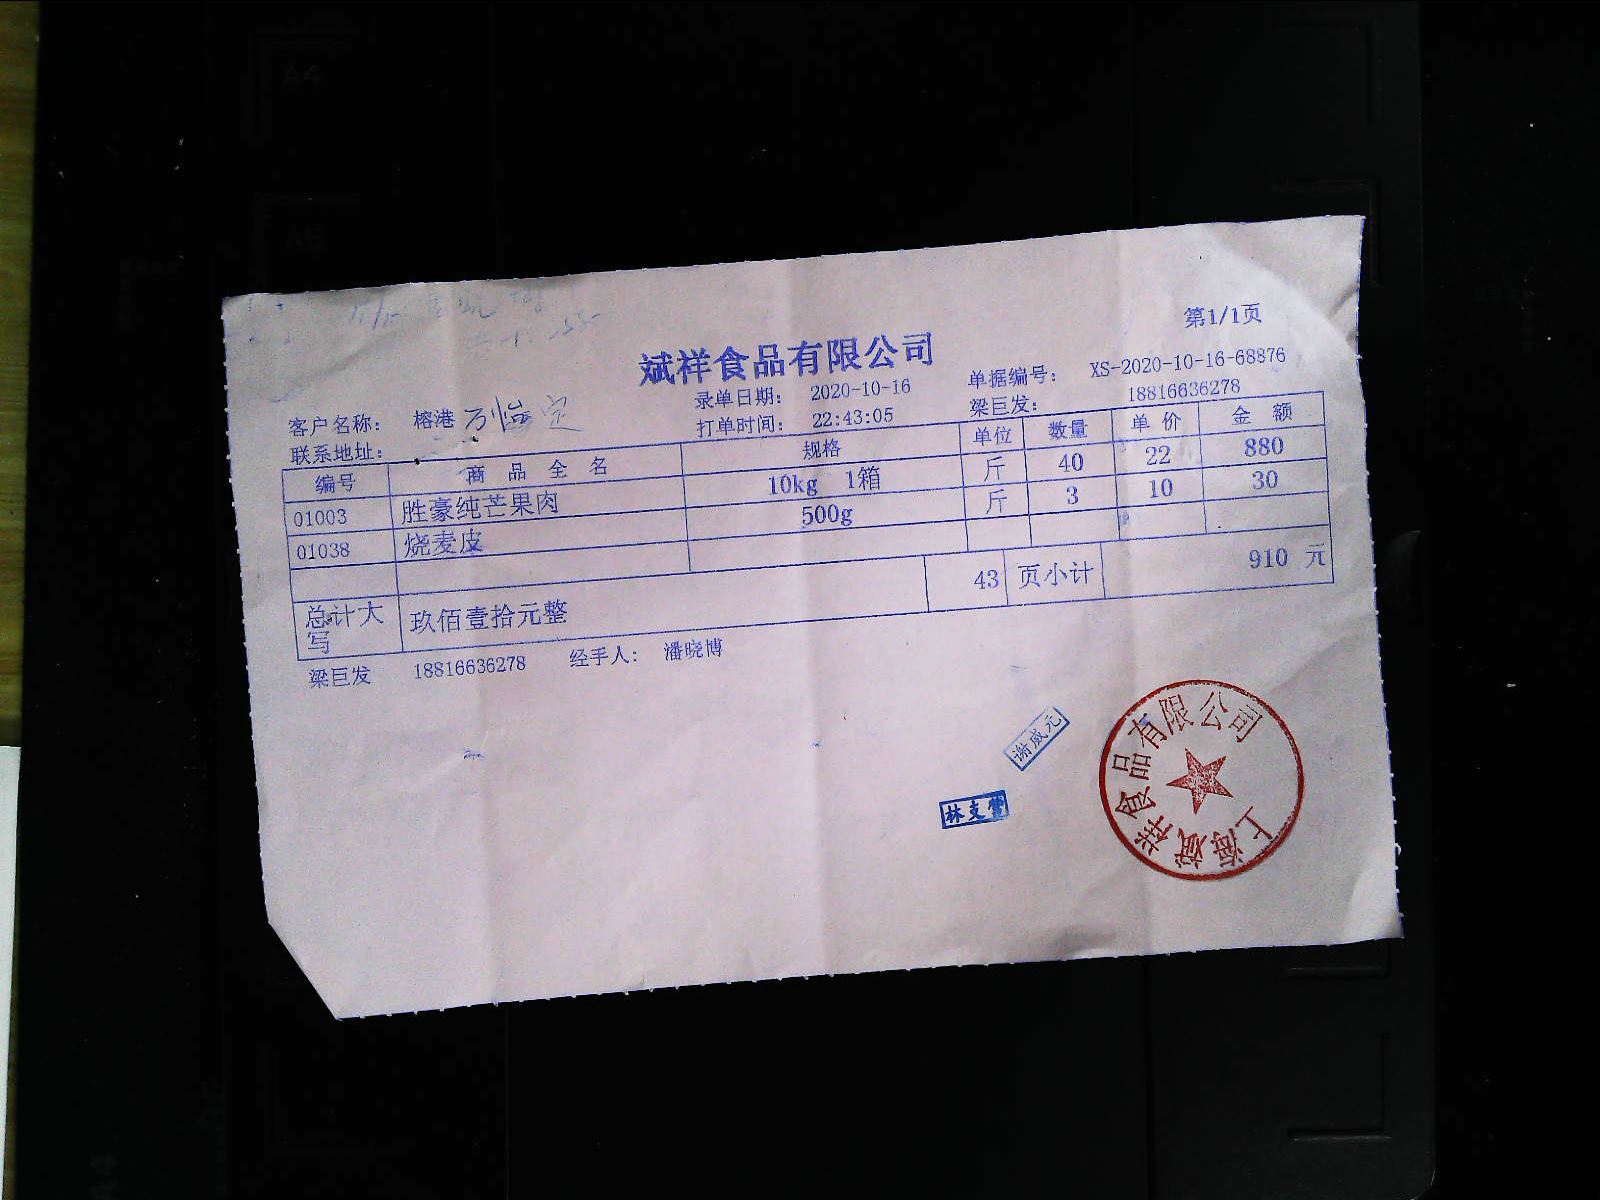 第1/1页
斌祥食品有限公司
录单日期: 2020-10-16 单据编号: XS-2020-10-16-68876
客户名称: 榕港 打单时间: 22:43:05 梁巨发: 18816636278
联系地址:
编号 商品全名 规格 单位 数量 单价 金额
01003 胜豪纯芒果肉 10kg 1箱 斤 40 22 880
01038 烧麦皮 500g 斤 3 10 30
总计大写 玖佰壹拾元整 43 页小计 910 元
梁巨发 18816636278 经手人: 潘晓博
谢威元
林支
上海斌祥食品有限公司
A4